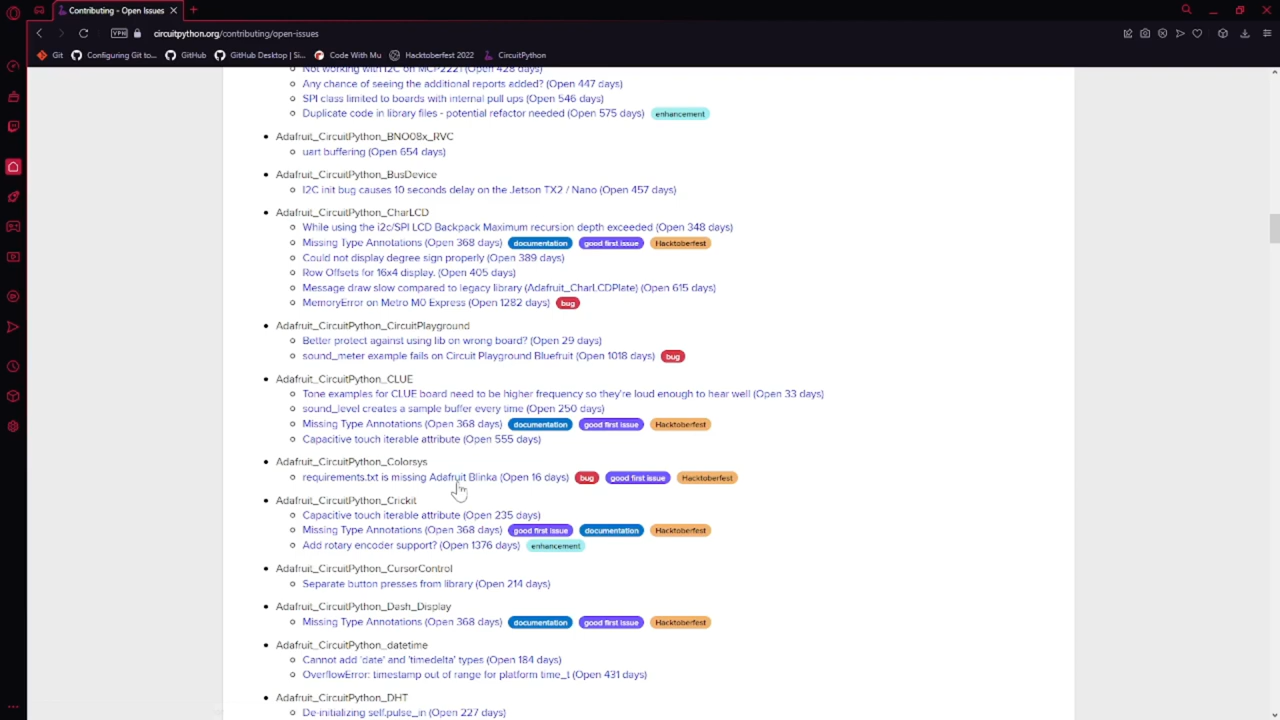 Contributing - Open Issues
VPN
circuitpython.org/contributing/open-issues
Git
Configuring Git to...
GitHub
GitHub Desktop | Si...
Code With Mu
Hacktoberfest 2022
CircuitPython
Not working with I2C on MCP2221 (Open 428 days)
Any chance of seeing the additional reports added? (Open 447 days)
SPI class limited to boards with internal pull ups (Open 546 days)
Duplicate code in library files - potential refactor needed (Open 575 days) enhancement
Adafruit_CircuitPython_BNO08x_RVC
uart buffering (Open 654 days)
Adafruit_CircuitPython_BusDevice
I2C init bug causes 10 seconds delay on the Jetson TX2 / Nano (Open 457 days)
Adafruit_CircuitPython_CharLCD
While using the i2c/SPI LCD Backpack Maximum recursion depth exceeded (Open 348 days)
Missing Type Annotations (Open 368 days) documentation good first issue Hacktoberfest
Could not display degree sign properly (Open 389 days)
Row Offsets for 16x4 display. (Open 405 days)
Message draw slow compared to legacy library (Adafruit_CharLCDPlate) (Open 615 days)
MemoryError on Metro M0 Express (Open 1282 days) bug
Adafruit_CircuitPython_CircuitPlayground
Better protect against using lib on wrong board? (Open 29 days)
sound_meter example fails on Circuit Playground Bluefruit (Open 1018 days) bug
Adafruit_CircuitPython_CLUE
Tone examples for CLUE board need to be higher frequency so they're loud enough to hear well (Open 33 days)
sound_level creates a sample buffer every time (Open 250 days)
Missing Type Annotations (Open 368 days) documentation good first issue Hacktoberfest
Capacitive touch iterable attribute (Open 555 days)
Adafruit_CircuitPython_Colorsys
requirements.txt is missing Adafruit Blinka (Open 16 days) bug good first issue Hacktoberfest
Adafruit_CircuitPython_Crickit
Capacitive touch iterable attribute (Open 235 days)
Missing Type Annotations (Open 368 days) good first issue documentation Hacktoberfest
Add rotary encoder support? (Open 1376 days) enhancement
Adafruit_CircuitPython_CursorControl
Separate button presses from library (Open 214 days)
Adafruit_CircuitPython_Dash_Display
Missing Type Annotations (Open 368 days) documentation good first issue Hacktoberfest
Adafruit_CircuitPython_datetime
Cannot add 'date' and 'timedelta' types (Open 184 days)
OverflowError: timestamp out of range for platform time_t (Open 431 days)
Adafruit_CircuitPython_DHT
De-initializing self.pulse_in (Open 227 days)